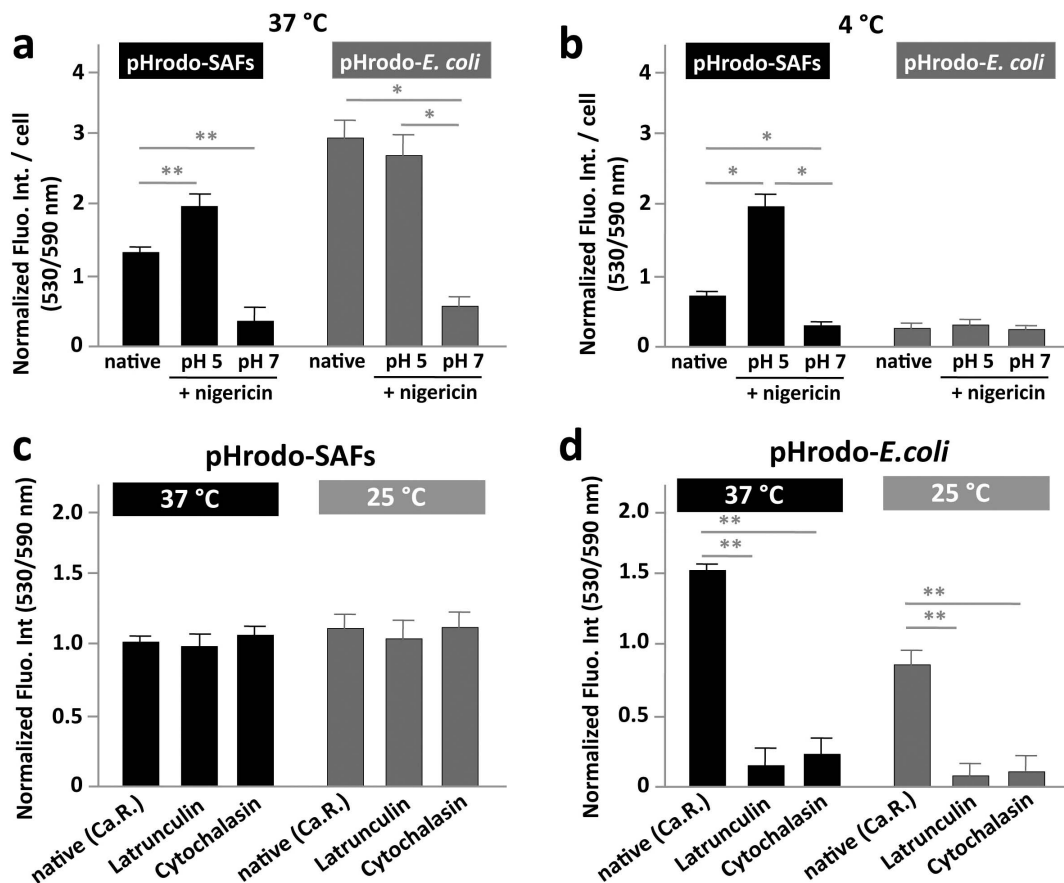 a
37 °C
pHrodo-SAFs
pHrodo-E. coli
Normalized Fluo. Int. / cell
(530/590 nm)
4
3
2
1
0
**
**
*
*
native
pH 5
pH 7
+ nigericin
native
pH 5
pH 7
+ nigericin
b
4 °C
pHrodo-SAFs
pHrodo-E. coli
Normalized Fluo. Int. / cell
(530/590 nm)
4
3
2
1
0
*
*
*
native
pH 5
pH 7
+ nigericin
native
pH 5
pH 7
+ nigericin
c
pHrodo-SAFs
37 °C
25 °C
Normalized Fluo. Int (530/590 nm)
2.0
1.5
1.0
0.5
0
native (Ca.R.)
Latrunculin
Cytochalasin
native (Ca.R.)
Latrunculin
Cytochalasin
d
pHrodo-E.coli
37 °C
25 °C
Normalized Fluo. Int (530/590 nm)
2.0
1.5
1.0
0.5
0
**
**
**
**
native (Ca.R.)
Latrunculin
Cytochalasin
native (Ca.R.)
Latrunculin
Cytochalasin